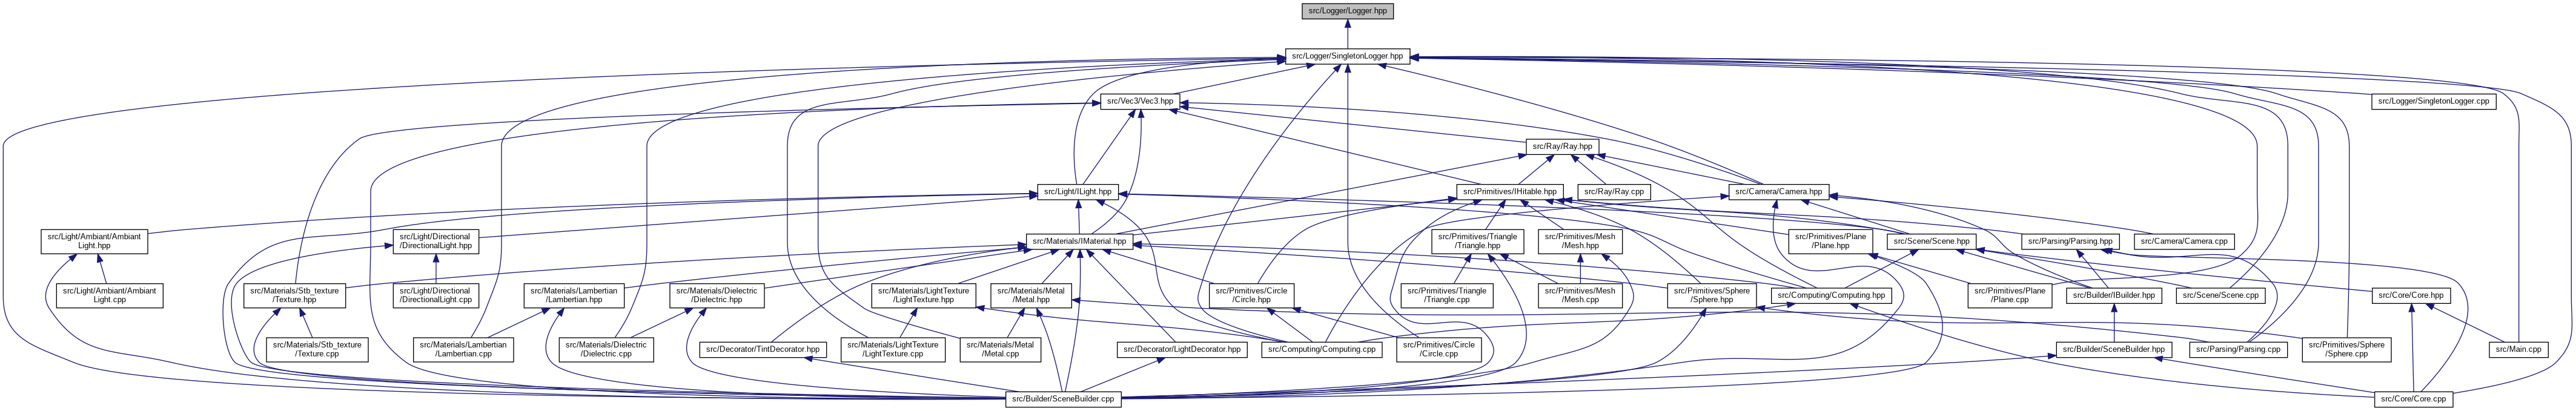 src/Logger/Logger.hpp
src/Logger/SingletonLogger.hpp
src/Vec3/Vec3.hpp
src/Logger/SingletonLogger.cpp
src/Ray/Ray.hpp
src/Light/ILight.hpp
src/Primitives/IHitable.hpp
src/Ray/Ray.cpp
src/Camera/Camera.hpp
src/Light/Ambiant/Ambiant
Light.hpp
src/Light/Directional
/DirectionalLight.hpp
src/Materials/IMaterial.hpp
src/Primitives/Triangle
/Triangle.hpp
src/Primitives/Mesh
/Mesh.hpp
src/Primitives/Plane
/Plane.hpp
src/Scene/Scene.hpp
src/Parsing/Parsing.hpp
src/Camera/Camera.cpp
src/Light/Ambiant/Ambiant
Light.cpp
src/Materials/Stb_texture
/Texture.hpp
src/Light/Directional
/DirectionalLight.cpp
src/Materials/Lambertian
/Lambertian.hpp
src/Materials/Dielectric
/Dielectric.hpp
src/Materials/LightTexture
/LightTexture.hpp
src/Materials/Metal
/Metal.hpp
src/Primitives/Circle
/Circle.hpp
src/Primitives/Triangle
/Triangle.cpp
src/Primitives/Mesh
/Mesh.cpp
src/Primitives/Sphere
/Sphere.hpp
src/Computing/Computing.hpp
src/Primitives/Plane
/Plane.cpp
src/Builder/IBuilder.hpp
src/Scene/Scene.cpp
src/Core/Core.hpp
src/Materials/Stb_texture
/Texture.cpp
src/Materials/Lambertian
/Lambertian.cpp
src/Materials/Dielectric
/Dielectric.cpp
src/Decorator/TintDecorator.hpp
src/Materials/LightTexture
/LightTexture.cpp
src/Materials/Metal
/Metal.cpp
src/Decorator/LightDecorator.hpp
src/Computing/Computing.cpp
src/Primitives/Circle
/Circle.cpp
src/Builder/SceneBuilder.hpp
src/Parsing/Parsing.cpp
src/Primitives/Sphere
/Sphere.cpp
src/Main.cpp
src/Builder/SceneBuilder.cpp
src/Core/Core.cpp